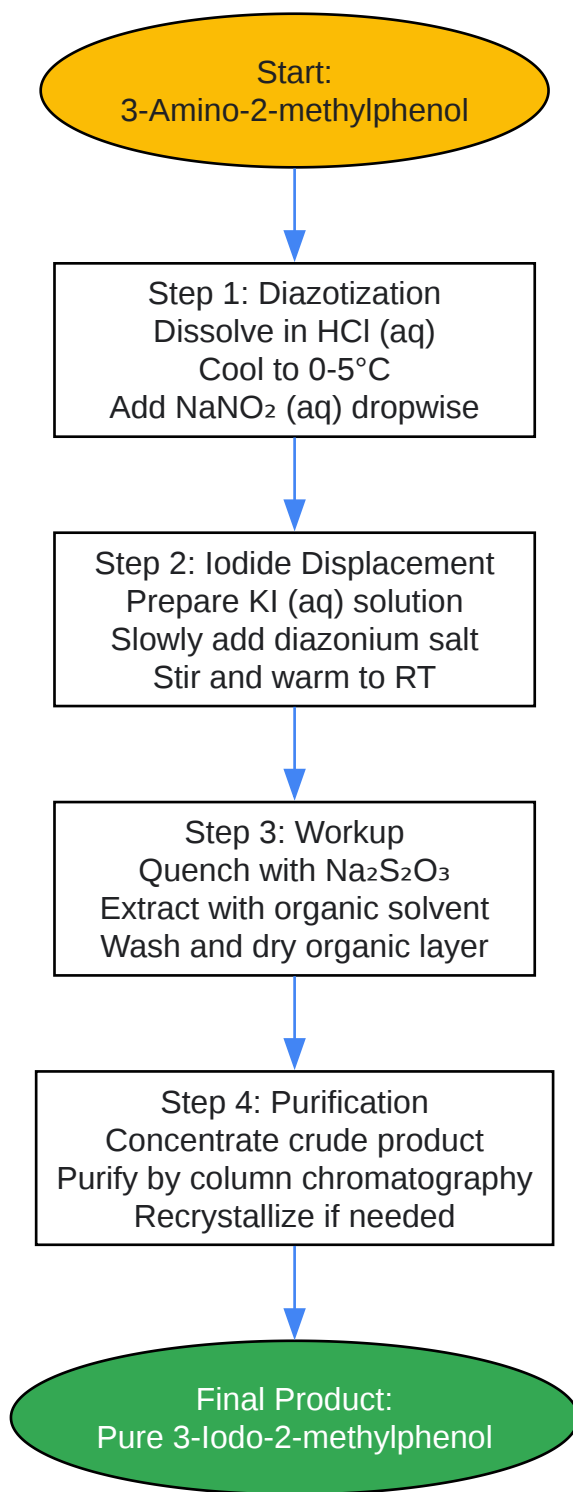 Start:
3-Amino-2-methylphenol
Step 1: Diazotization
Dissolve in HCl (aq)
Cool to 0-5°C
Add NaNO₂ (aq) dropwise
Step 2: Iodide Displacement
Prepare KI (aq) solution
Slowly add diazonium salt
Stir and warm to RT
Step 3: Workup
Quench with Na₂S₂O₃
Extract with organic solvent
Wash and dry organic layer
Step 4: Purification
Concentrate crude product
Purify by column chromatography
Recrystallize if needed
Final Product:
Pure 3-Iodo-2-methylphenol